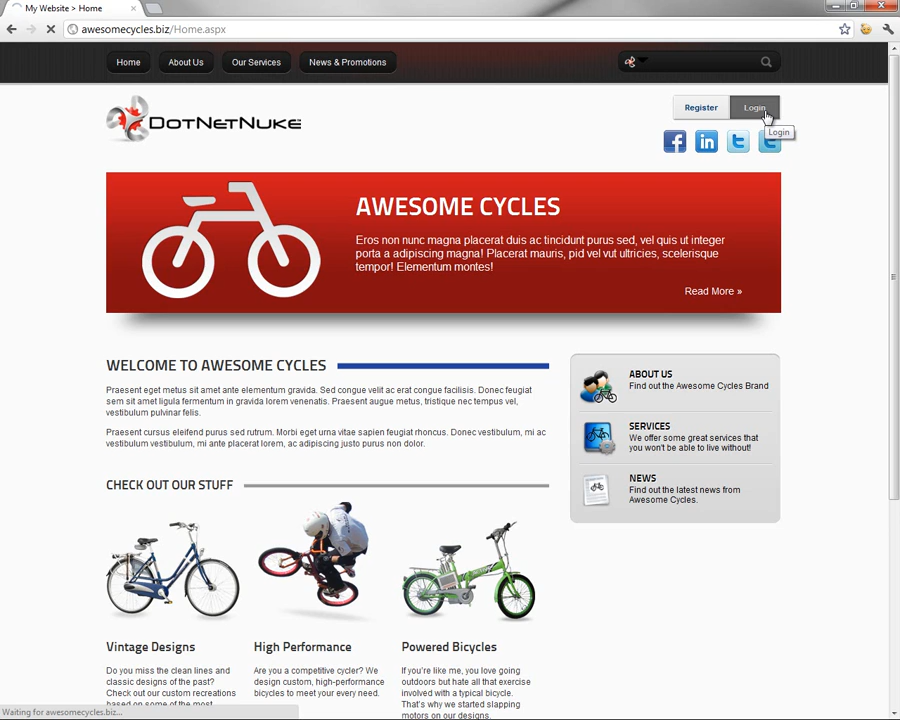 My Website > Home
awesomecycles.biz/Home.aspx
Home
About Us
Our Services
News & Promotions
DotNetNuke
Register
Login
Login
AWESOME CYCLES
Eros non nunc magna placerat duis ac tincidunt purus sed, vel quis ut integer
porta a adipiscing magna! Placerat mauris, pid vel vut ultricies, scelerisque
tempor! Elementum montes!
Read More »
WELCOME TO AWESOME CYCLES
Praesent eget metus sit amet ante elementum gravida. Sed congue velit ac erat congue facilisis. Donec feugiat
sem sit amet ligula fermentum in gravida lorem venenatis. Praesent augue metus, tristique nec tempus vel,
vestibulum pulvinar felis.
Praesent cursus eleifend purus sed rutrum. Morbi eget urna vitae sapien feugiat rhoncus. Donec vestibulum, mi ac
vestibulum vestibulum, mi ante placerat lorem, ac adipiscing justo purus non dolor.
ABOUT US
Find out the Awesome Cycles Brand
SERVICES
We offer some great services that
you won't be able to live without!
NEWS
Find out the latest news from
Awesome Cycles.
CHECK OUT OUR STUFF
Vintage Designs
Do you miss the clean lines and
classic designs of the past?
Check out our custom recreations
based on some of the most
High Performance
Are you a competitive cycler? We
design custom, high-performance
bicycles to meet your every need.
Powered Bicycles
If you're like me, you love going
outdoors but hate all that exercise
involved with a typical bicycle.
That's why we started slapping
motors on our designs.
Waiting for awesomecycles.biz...